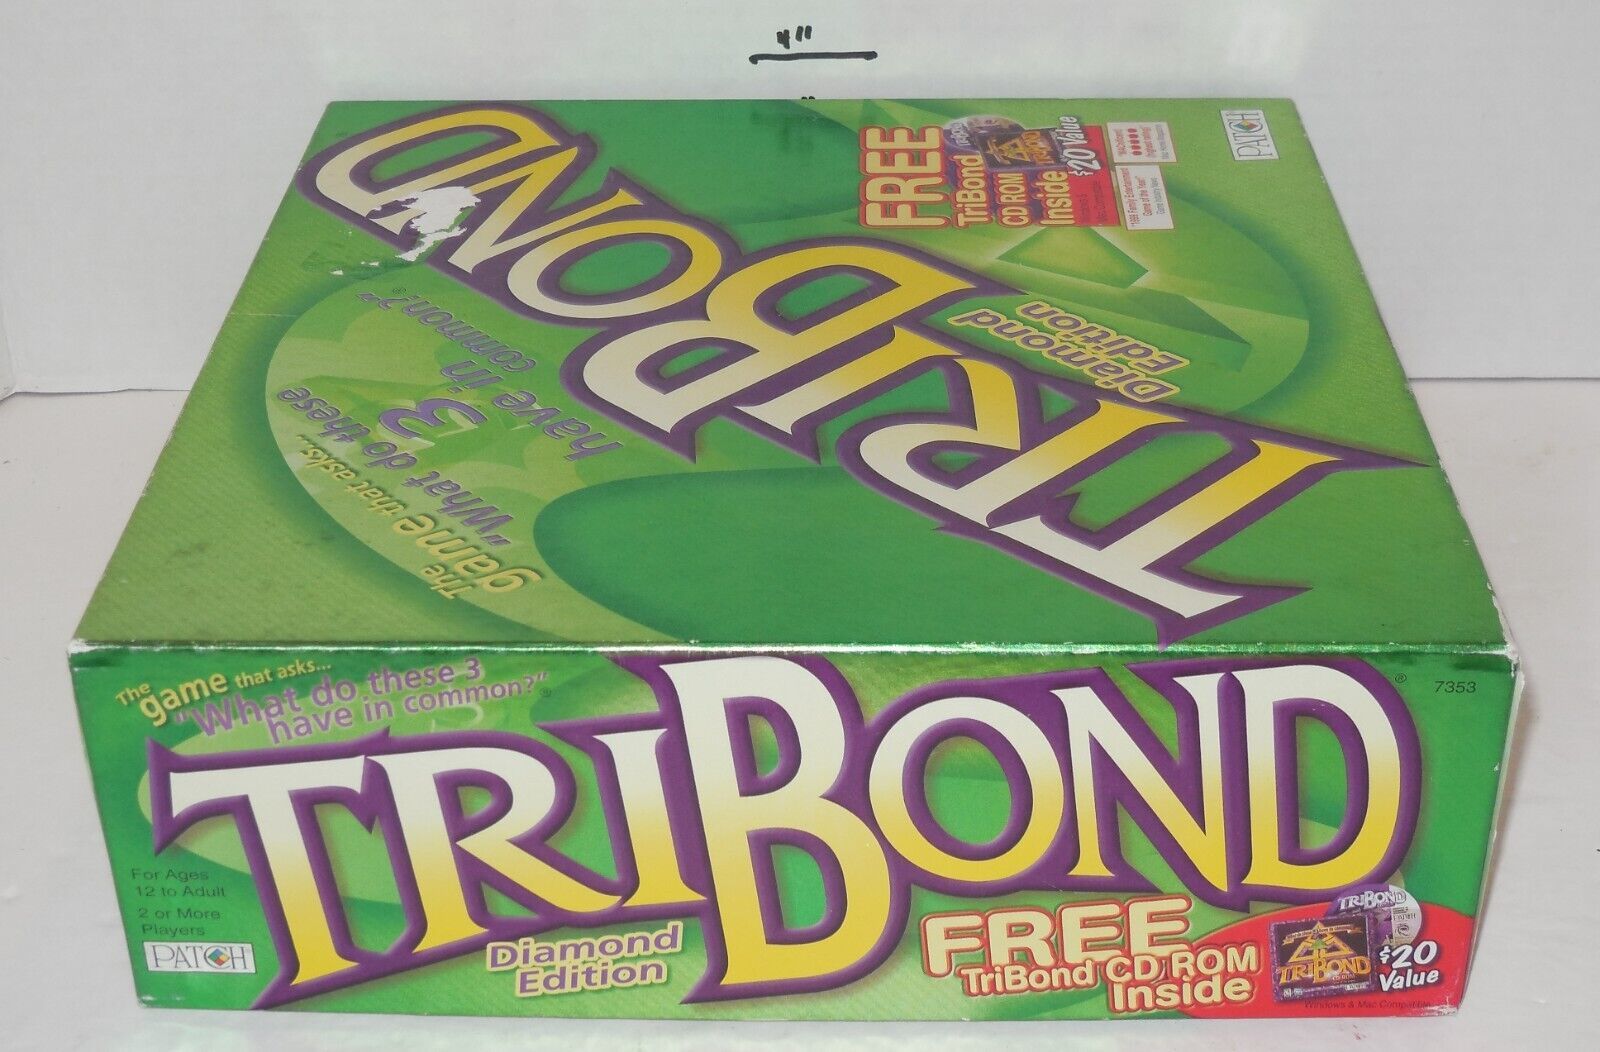 4"
FREE
TriBond
CD ROM
Inside
$20 Value
PATCH
Diamond
Edition
TRIBOND
The
game that asks...
"What do these
3
have in
common?"®
The
game that asks...
"What do these 3
have in common?"®
TRIBOND®
7353
For Ages
12 to Adult
2 or More
Players
PATCH
Diamond
Edition
FREE
TriBond CD ROM
Inside
TRIBOND
TRIBOND
$20
Value
Windows & Mac Compatible